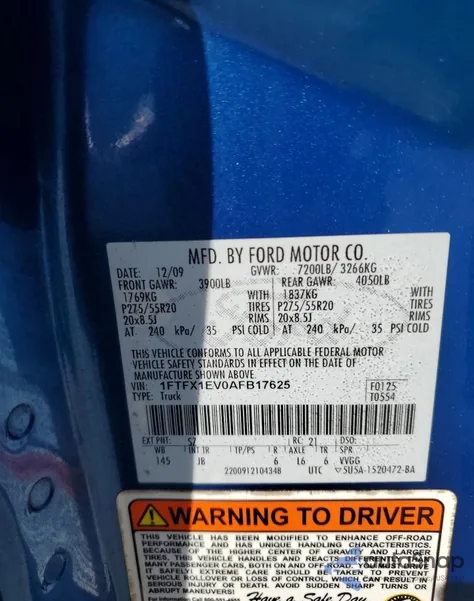 MFD. BY FORD MOTOR CO.
DATE: 12/09 GVWR: 7200LB/ 3266KG
FRONT GAWR: 3900LB REAR GAWR: 4050LB
1769KG WITH 1837KG WITH
P275/55R20 TIRES P275/55R20 TIRES
20x8.5J RIMS 20x8.5J RIMS
AT 240 kPa/ 35 PSI COLD AT 240 kPa/ 35 PSI COLD
THIS VEHICLE CONFORMS TO ALL APPLICABLE FEDERAL MOTOR
VEHICLE SAFETY STANDARDS IN EFFECT ON THE DATE OF
MANUFACTURE SHOWN ABOVE.
VIN: 1FTFX1EV0AFB17625 F0125
TYPE: Truck T0554
EXT PNT: SZ RC: 21 DSO:
WB INT TR TP/PS R AXLE TR SPR
145 JB 6 L6 6 VVGG
2200912104348 UTC 5U5A-1520472-BA
WARNING TO DRIVER
THIS VEHICLE HAS BEEN MODIFIED TO ENHANCE OFF-ROAD
PERFORMANCE AND HAS UNIQUE HANDLING CHARACTERISTICS.
BECAUSE OF THE HIGHER CENTER OF GRAVITY AND LARGER
TIRES, THIS VEHICLE HANDLES AND REACTS DIFFERENTLY FROM
MANY PASSENGER CARS, BOTH ON AND OFF-ROAD. YOU MUST DRIVE
IT SAFELY! EXTREME CARE SHOULD BE TAKEN TO PREVENT
VEHICLE ROLLOVER OR LOSS OF CONTROL, WHICH CAN RESULT IN
SERIOUS INJURY OR DEATH. AVOID SUDDEN SHARP TURNS OR
ABRUPT MANEUVERS!
Have a Safe Day